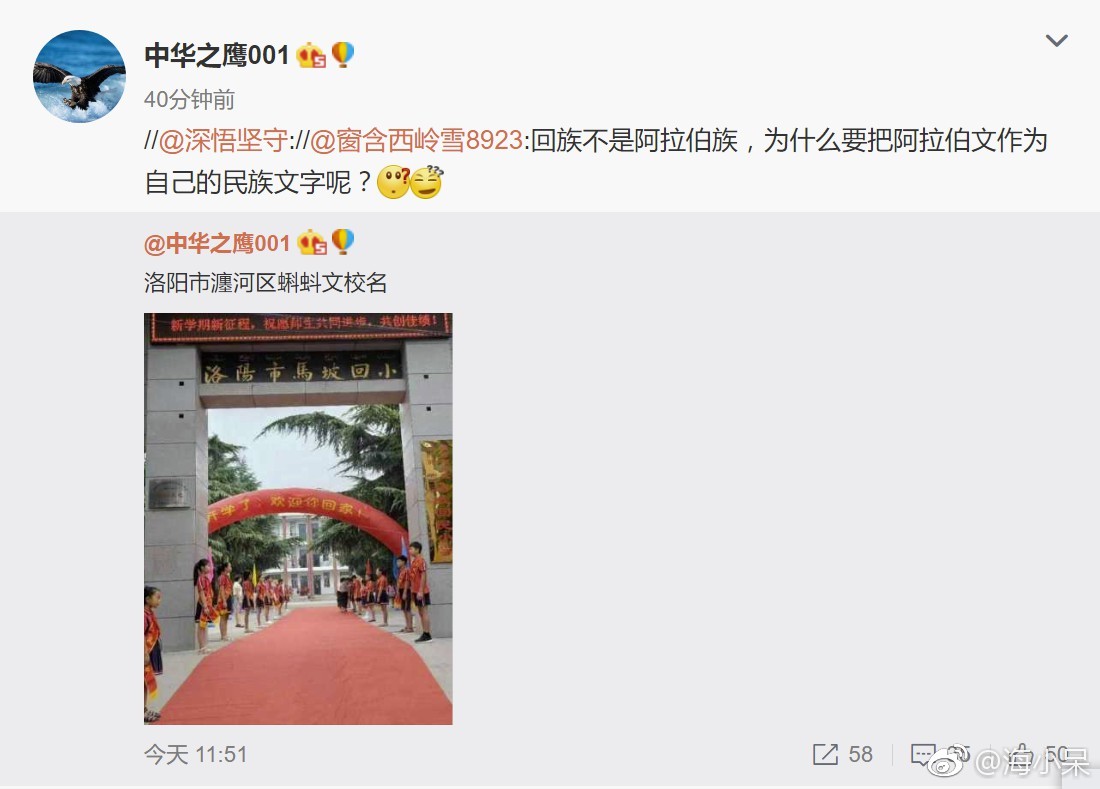 中华之鹰001
40分钟前
//@深悟坚守://@窗含西岭雪8923:回族不是阿拉伯族，为什么要把阿拉伯文作为
自己的民族文字呢？
@中华之鹰001
洛阳市瀍河区蝌蚪文校名
新学期新征程，祝愿师生共同进步，共创佳绩！
洛陽市馬坡回小
开学了 欢迎你回家！
今天 11:51
58
50
@海小呆